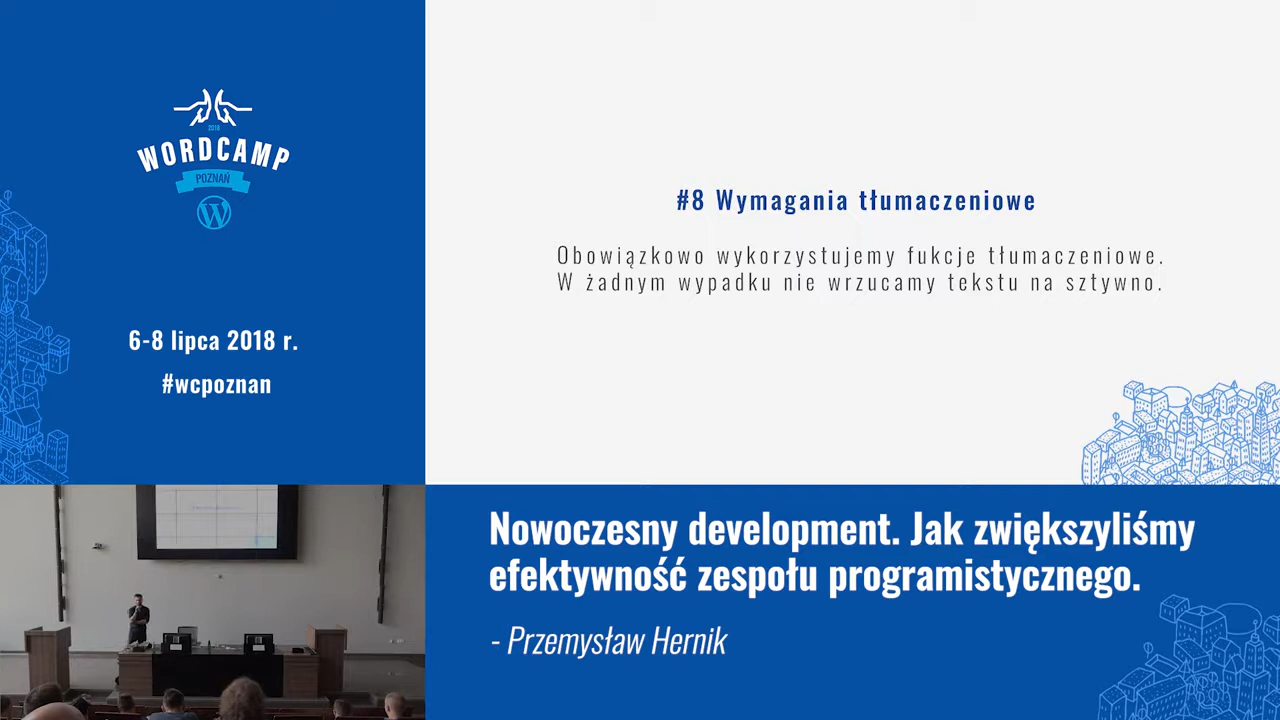 2018
WORDCAMP
POZNAŃ
6-8 lipca 2018 r.
#wcpoznan
#8 Wymagania tłumaczeniowe
Obowiązkowo wykorzystujemy fukcje tłumaczeniowe.
W żadnym wypadku nie wrzucamy tekstu na sztywno.
Nowoczesny development. Jak zwiększyliśmy
efektywność zespołu programistycznego.
- Przemysław Hernik